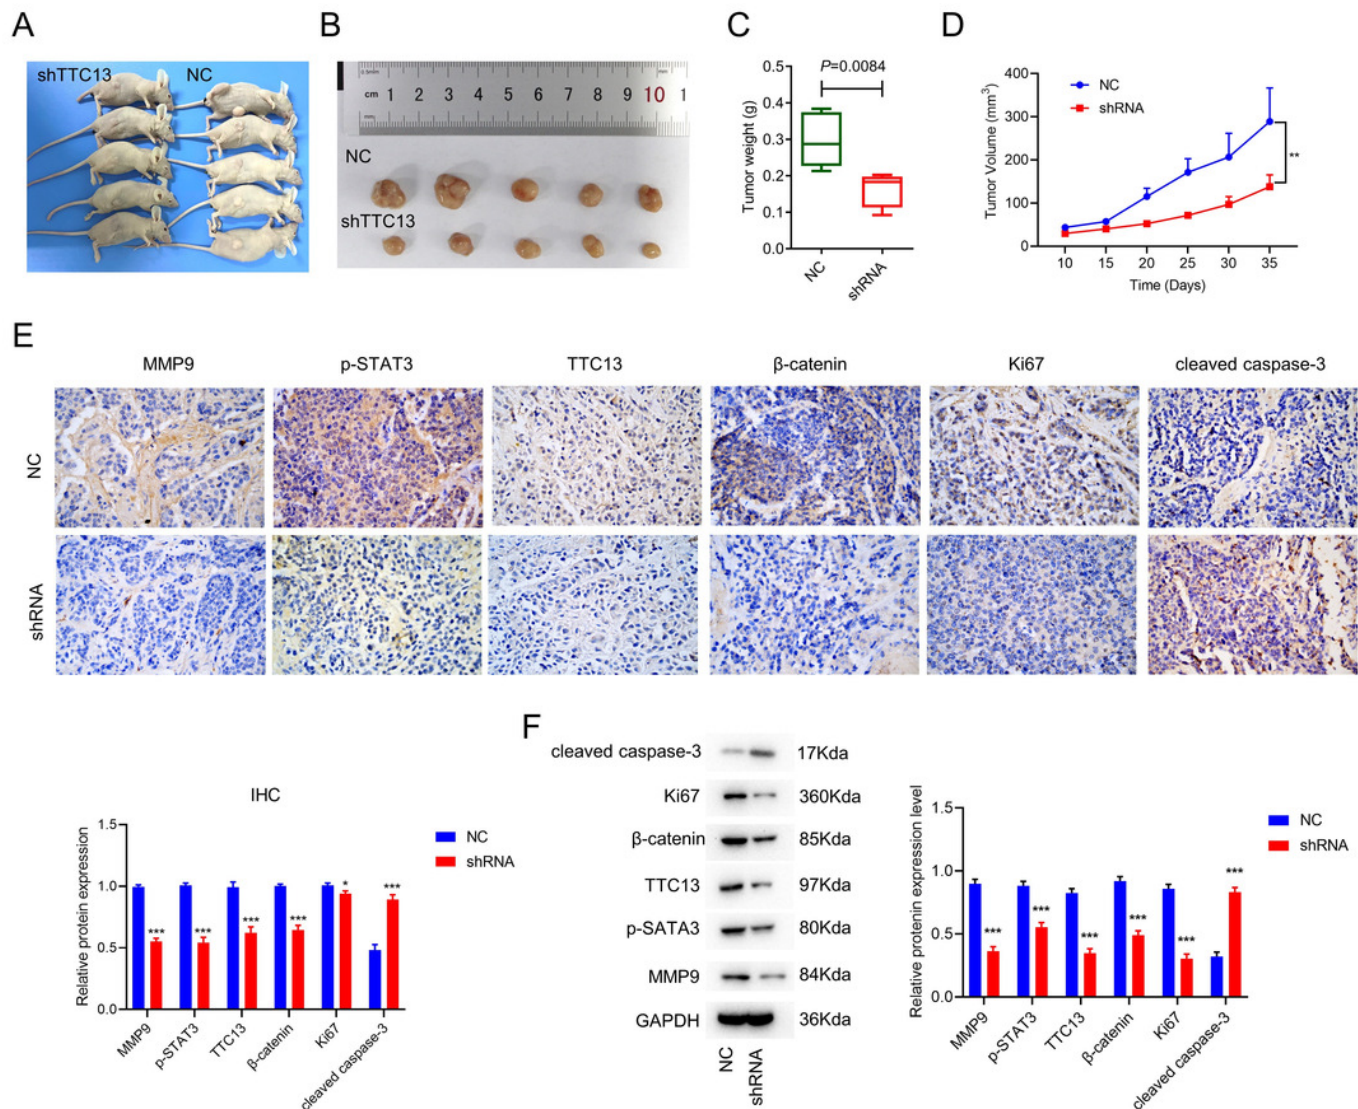 A
shTTC13
NC
B
0.5mm
mm
cm 1 2 3 4 5 6 7 8 9 10 1
mm
NC
shTTC13
C
P=0.0084
Tumor weight (g)
0.5
0.4
0.3
0.2
0.1
0.0
NC
shRNA
D
Tumor Volume (mm³)
400
300
200
100
0
NC
shRNA
**
10 15 20 25 30 35
Time (Days)
E
MMP9 p-STAT3 TTC13 β-catenin Ki67 cleaved caspase-3
NC
shRNA
IHC
Relative protein expression
1.5
1.0
0.5
0.0
NC
shRNA
*** *** *** *** * ***
MMP9
p-STAT3
TTC13
β-catenin
Ki67
cleaved caspase-3
F
cleaved caspase-3 17Kda
Ki67 360Kda
β-catenin 85Kda
TTC13 97Kda
p-SATA3 80Kda
MMP9 84Kda
GAPDH 36Kda
NC
shRNA
Relative protenin expression level
1.5
1.0
0.5
0.0
NC
shRNA
*** *** *** *** *** ***
MMP9
p-STAT3
TTC13
β-catenin
Ki67
cleaved caspase-3